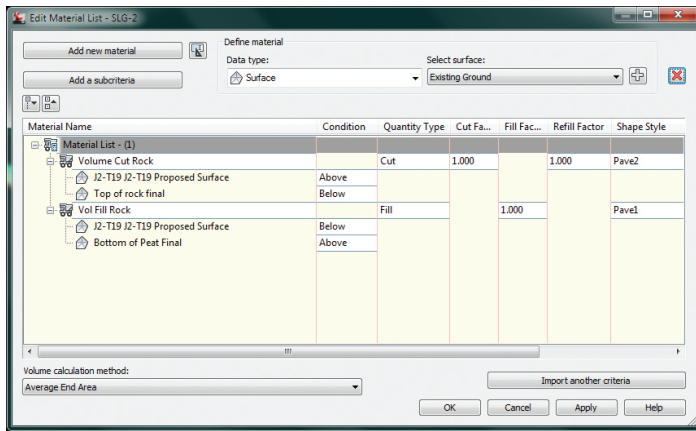 Edit Material List - SLG-2
Define material
Add new material
Data type:
Select surface:
Surface
Existing Ground
Add a subcriteria
Material Name Condition Quantity Type Cut Fa... Fill Fac... Refill Factor Shape Style
Material List - (1)
Volume Cut Rock Cut 1.000 1.000 Pave2
J2-T19 J2-T19 Proposed Surface Above
Top of rock final Below
Vol Fill Rock Fill 1.000 Pave1
J2-T19 J2-T19 Proposed Surface Below
Bottom of Peat Final Above
Volume calculation method:
Average End Area
Import another criteria
OK Cancel Apply Help